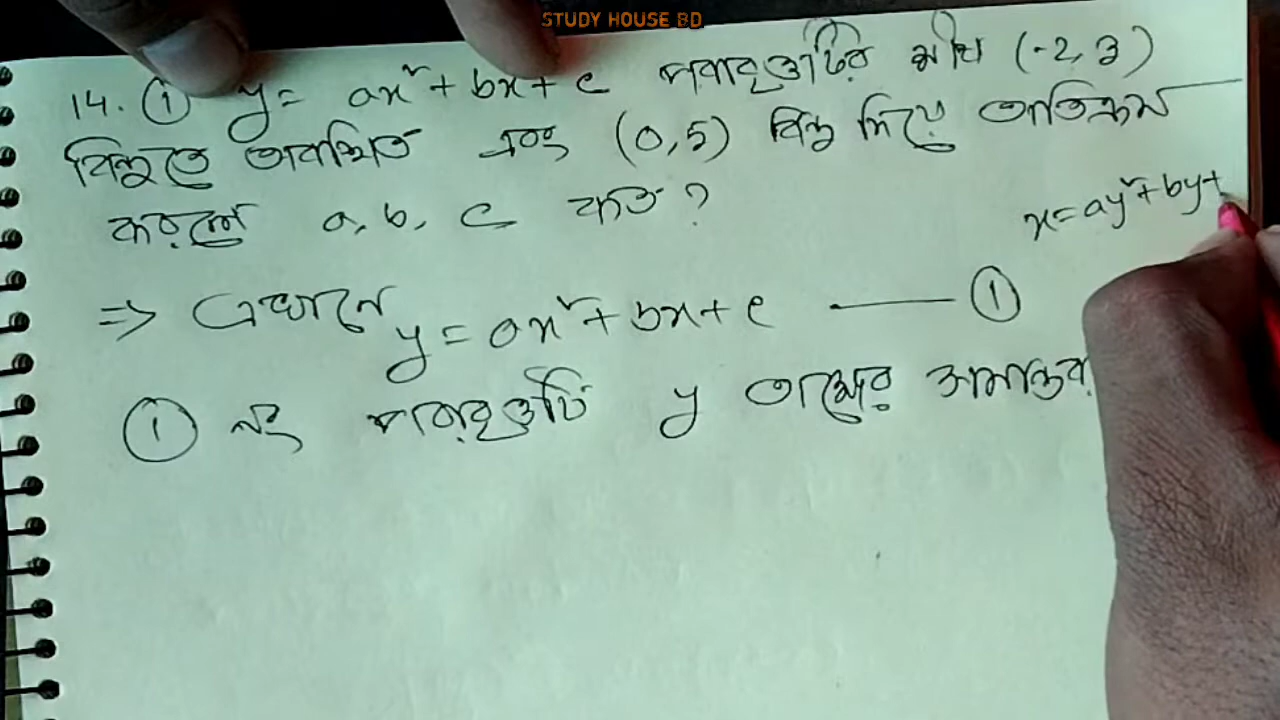 STUDY HOUSE BD
14. ① y = ax² + bx + c পরাবৃত্তটির শীর্ষ (-2, 3)
বিন্দুতে অবস্থিত এবং (0, 5) বিন্দু দিয়ে অতিক্রম
করলে a, b, c কত?
x = ay² + by +
⇒ এখানে y = ax² + bx + c —— ①
① নং পরাবৃত্তটি y অক্ষের সমান্তরাল